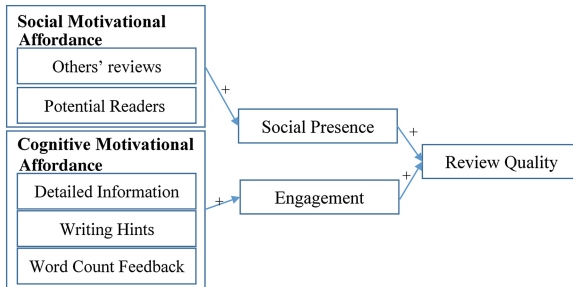 Social Motivational
Affordance
Others' reviews
Potential Readers
Cognitive Motivational
Affordance
Detailed Information
Writing Hints
Word Count Feedback
+
Social Presence
+
Engagement
+
+
Review Quality